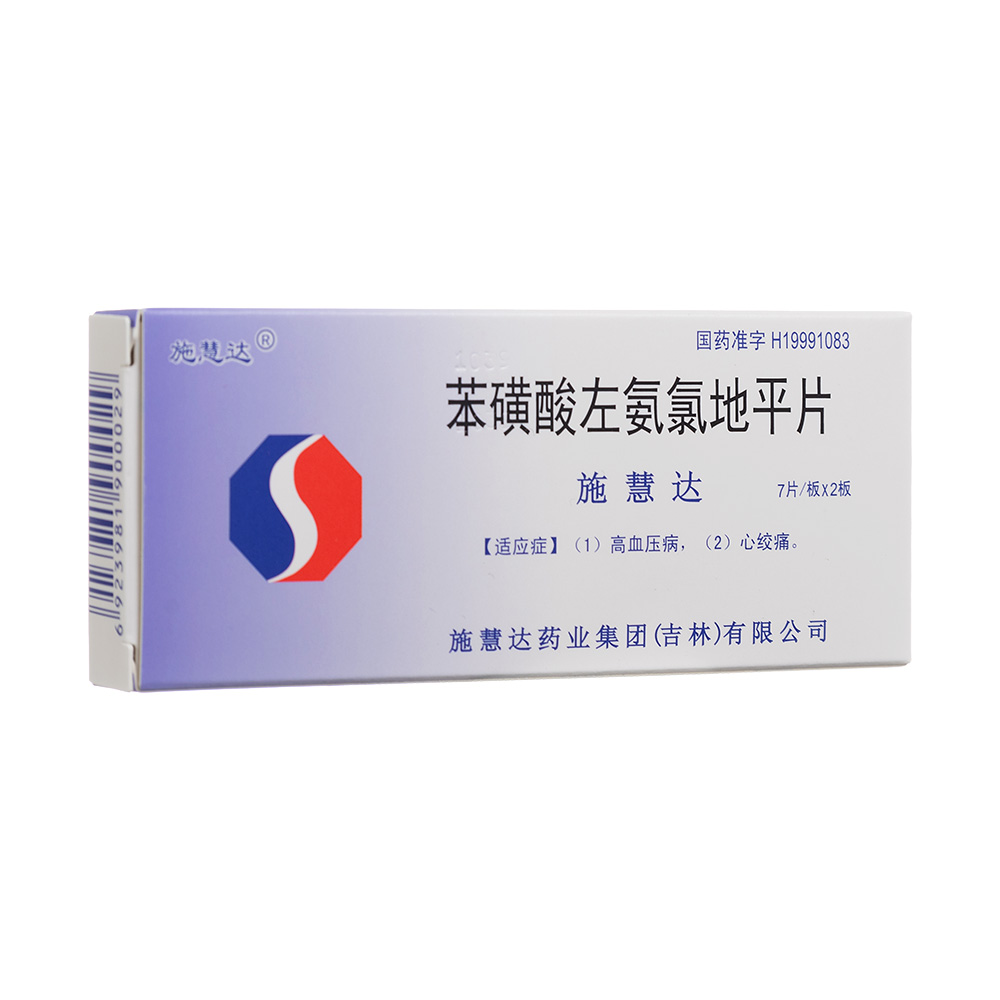 施慧达®
国药准字 H19991083
苯磺酸左氨氯地平片
施慧达
7片/板x2板
【适应症】(1)高血压病,(2)心绞痛。
施慧达药业集团(吉林)有限公司
6923981900029